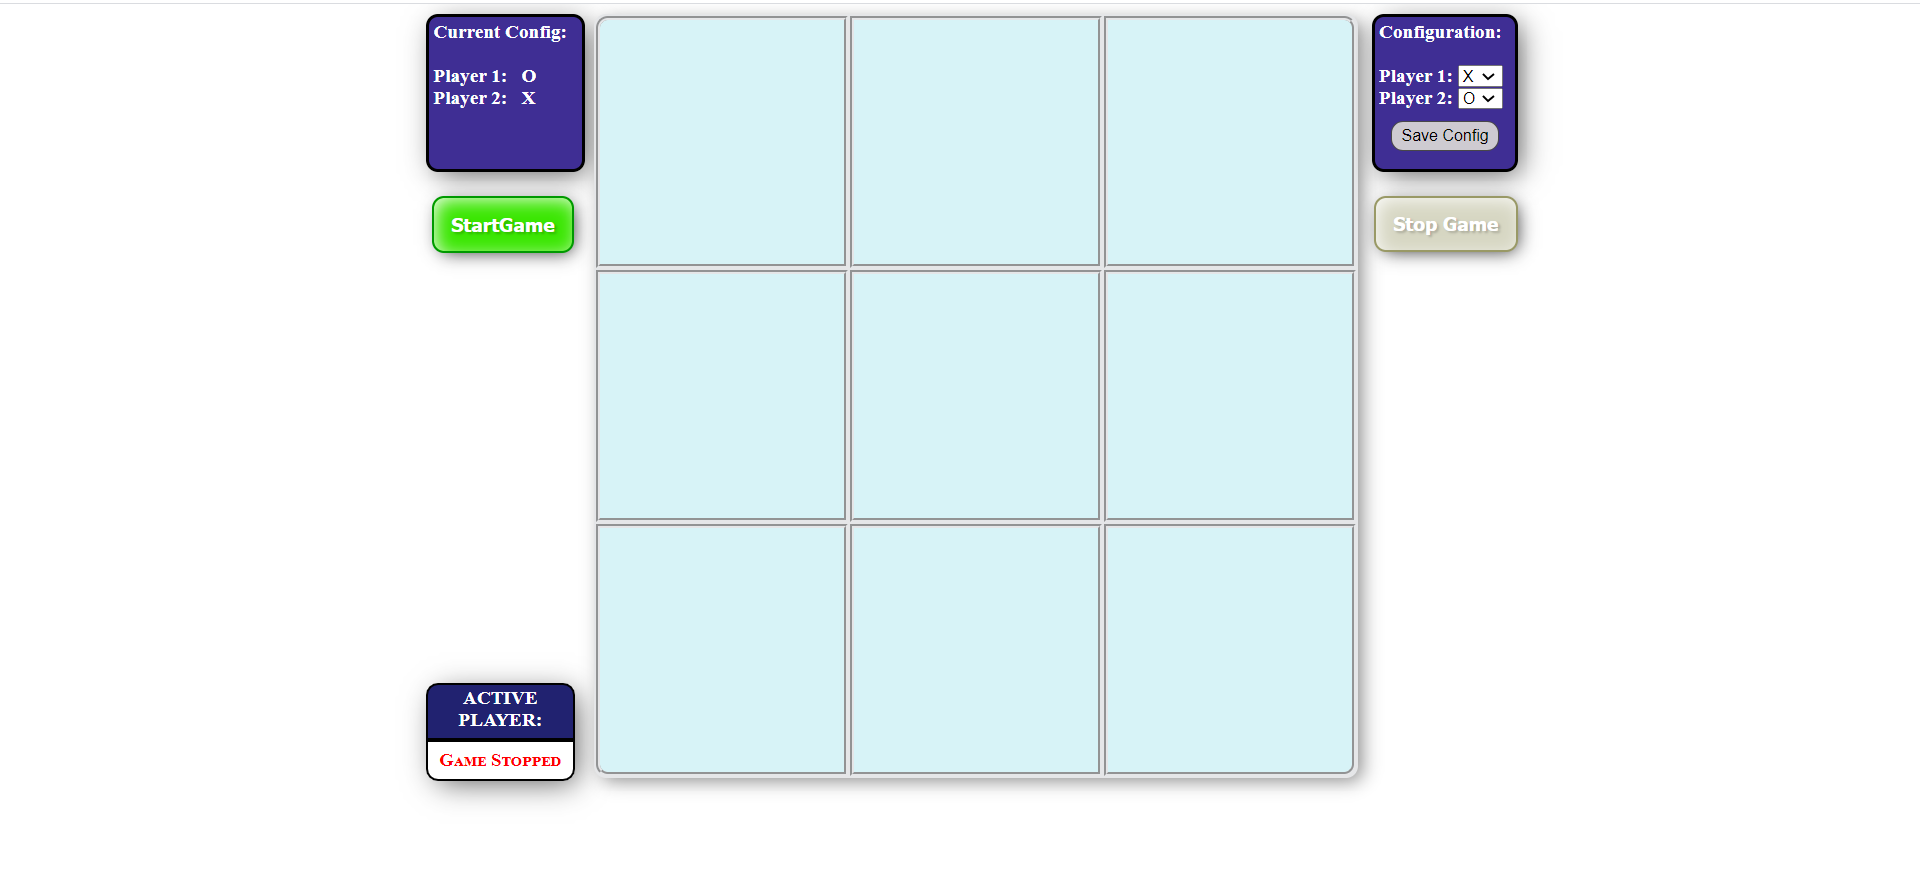 Current Config:
Player 1: O
Player 2: X
StartGame
ACTIVE
PLAYER:
Game Stopped
Configuration:
Player 1: X
Player 2: O
Save Config
Stop Game